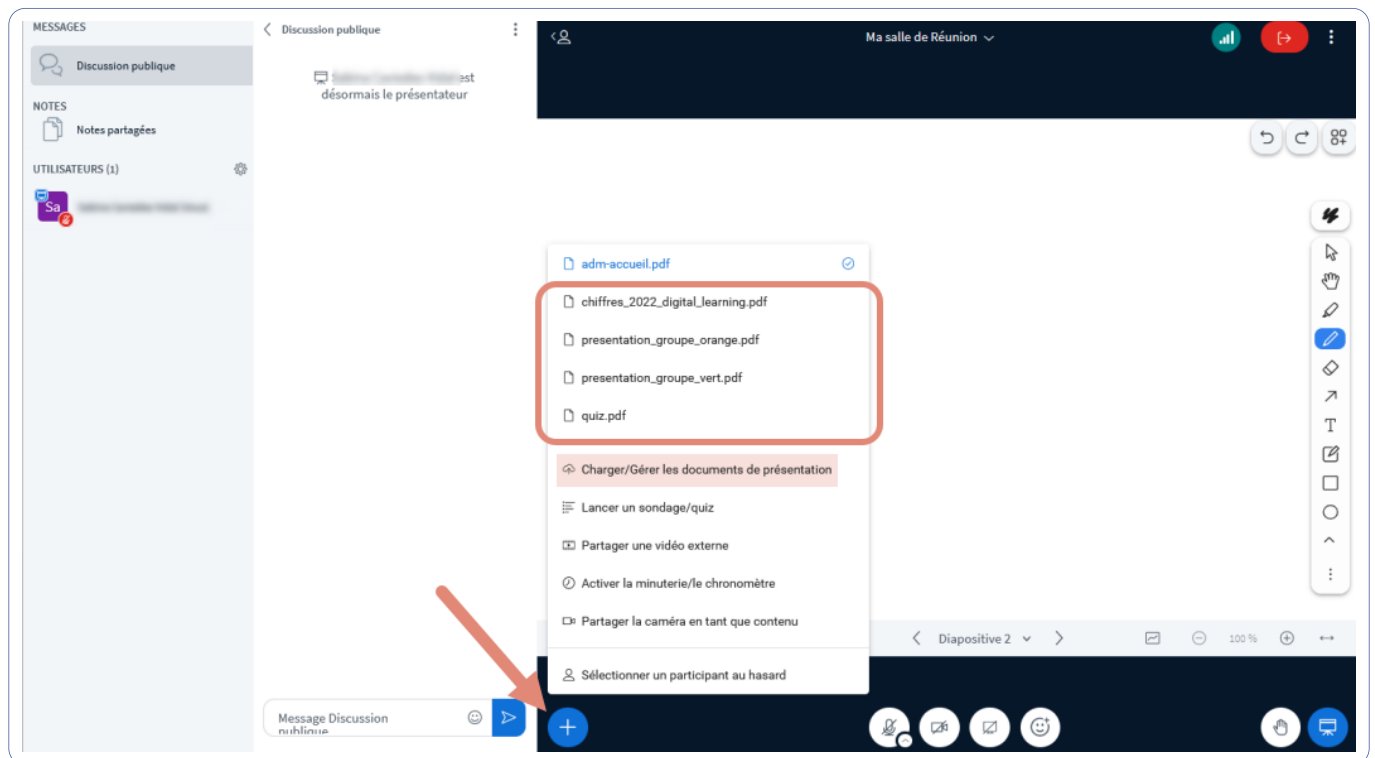 MESSAGES
Discussion publique
NOTES
Notes partagées
UTILISATEURS (1)
Sa
Discussion publique
est
désormais le présentateur
Message Discussion
publique
Ma salle de Réunion
adm-accueil.pdf
chiffres_2022_digital_learning.pdf
presentation_groupe_orange.pdf
presentation_groupe_vert.pdf
quiz.pdf
Charger/Gérer les documents de présentation
Lancer un sondage/quiz
Partager une vidéo externe
Activer la minuterie/le chronomètre
Partager la caméra en tant que contenu
Sélectionner un participant au hasard
T
Diapositive 2
100 %